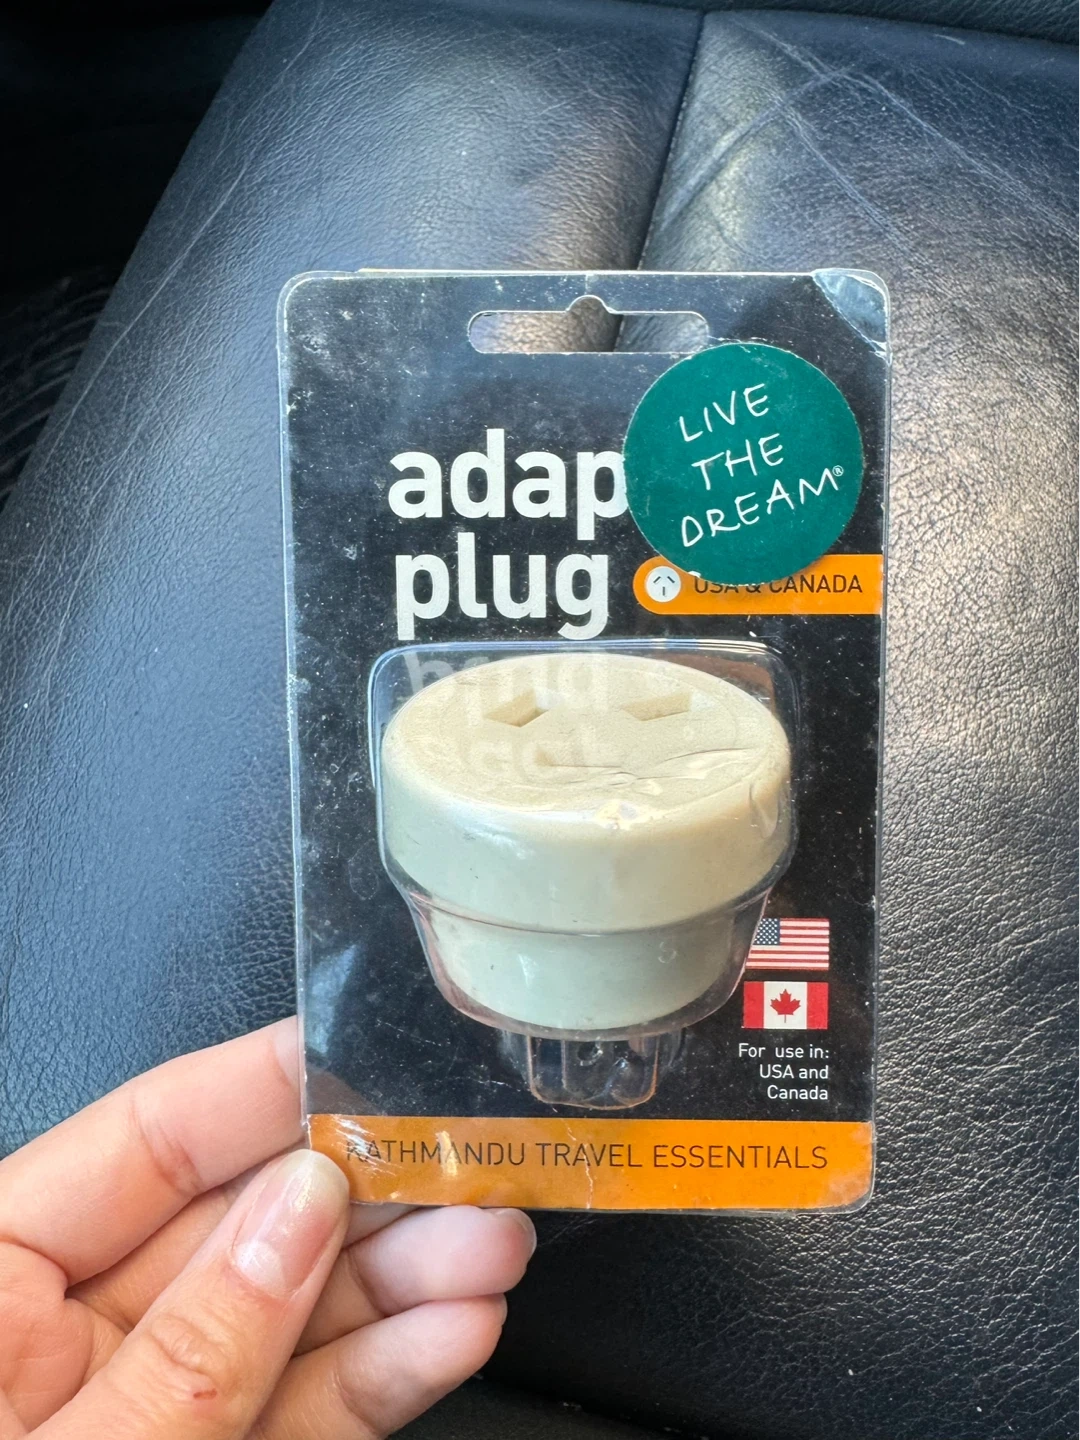 LIVE
THE
DREAM®
adap
plug
USA & CANADA
For use in:
USA and
Canada
KATHMANDU TRAVEL ESSENTIALS